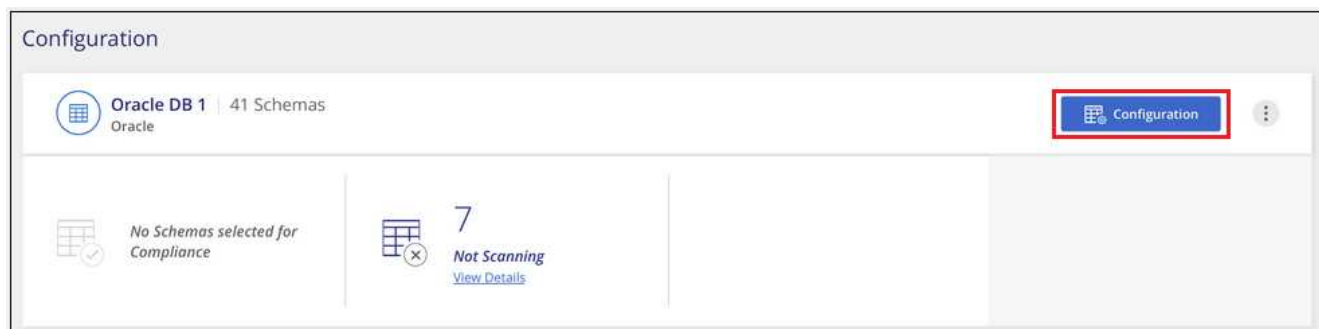 Configuration
Oracle DB 1 | 41 Schemas
Oracle
Configuration
No Schemas selected for
Compliance
7
Not Scanning
View Details